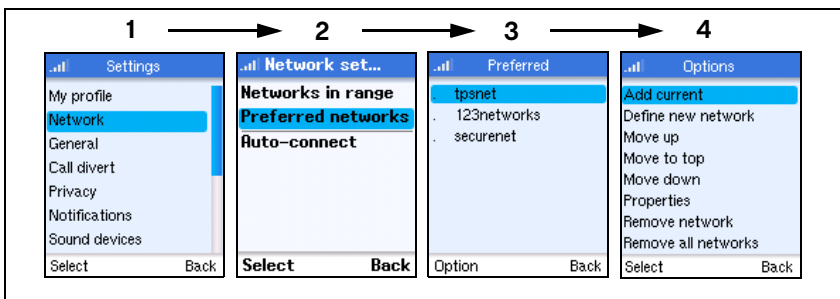 1 2 3 4
Settings
My profile
Network
General
Call divert
Privacy
Notifications
Sound devices
Select Back
Network set...
Networks in range
Preferred networks
Auto-connect
Select Back
Preferred
. tpsnet
. 123networks
. securenet
Option Back
Options
Add current
Define new network
Move up
Move to top
Move down
Properties
Remove network
Remove all networks
Select Back